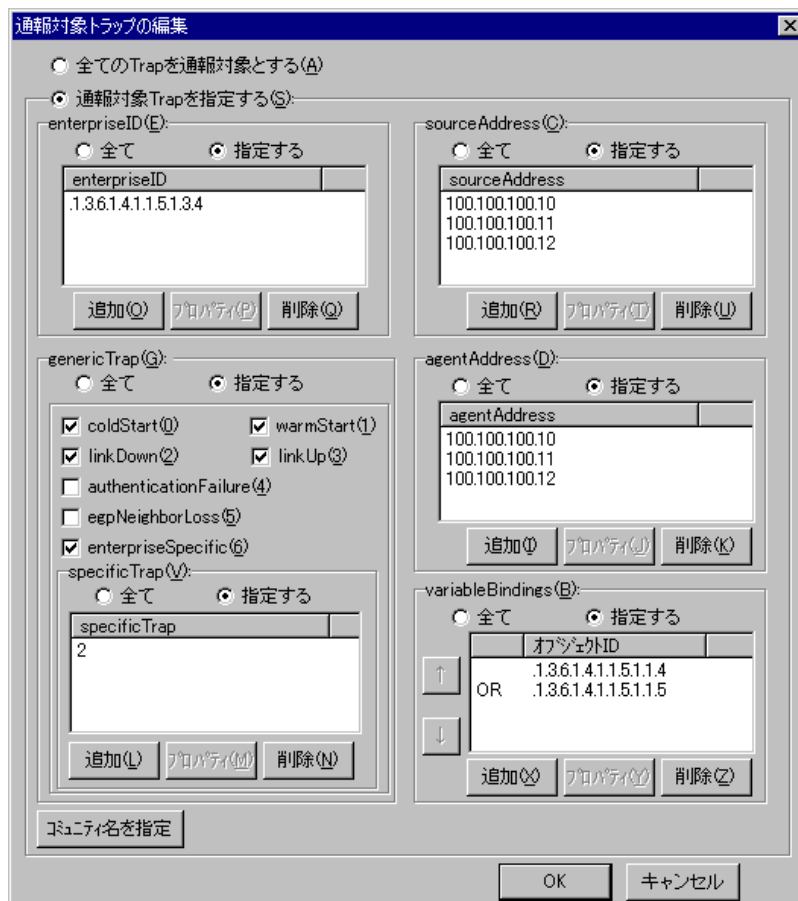 通報対象トラップの編集
全てのTrapを通報対象とする(A)
通報対象Trapを指定する(S):
enterpriseID(E):
全て 指定する
enterpriseID
.1.3.6.1.4.1.1.5.1.3.4
追加(O) プロパティ(P) 削除(Q)
sourceAddress(C):
全て 指定する
sourceAddress
100.100.100.10
100.100.100.11
100.100.100.12
追加(R) プロパティ(T) 削除(U)
genericTrap(G):
全て 指定する
coldStart(0) warmStart(1)
linkDown(2) linkUp(3)
authenticationFailure(4)
egpNeighborLoss(5)
enterpriseSpecific(6)
specificTrap(V):
全て 指定する
specificTrap
2
追加(L) プロパティ(M) 削除(N)
agentAddress(D):
全て 指定する
agentAddress
100.100.100.10
100.100.100.11
100.100.100.12
追加(I) プロパティ(J) 削除(K)
variableBindings(B):
全て 指定する
オブジェクトID
.1.3.6.1.4.1.1.5.1.1.4
OR .1.3.6.1.4.1.1.5.1.1.5
↑
↓
追加(X) プロパティ(Y) 削除(Z)
コミュニティ名を指定
OK キャンセル